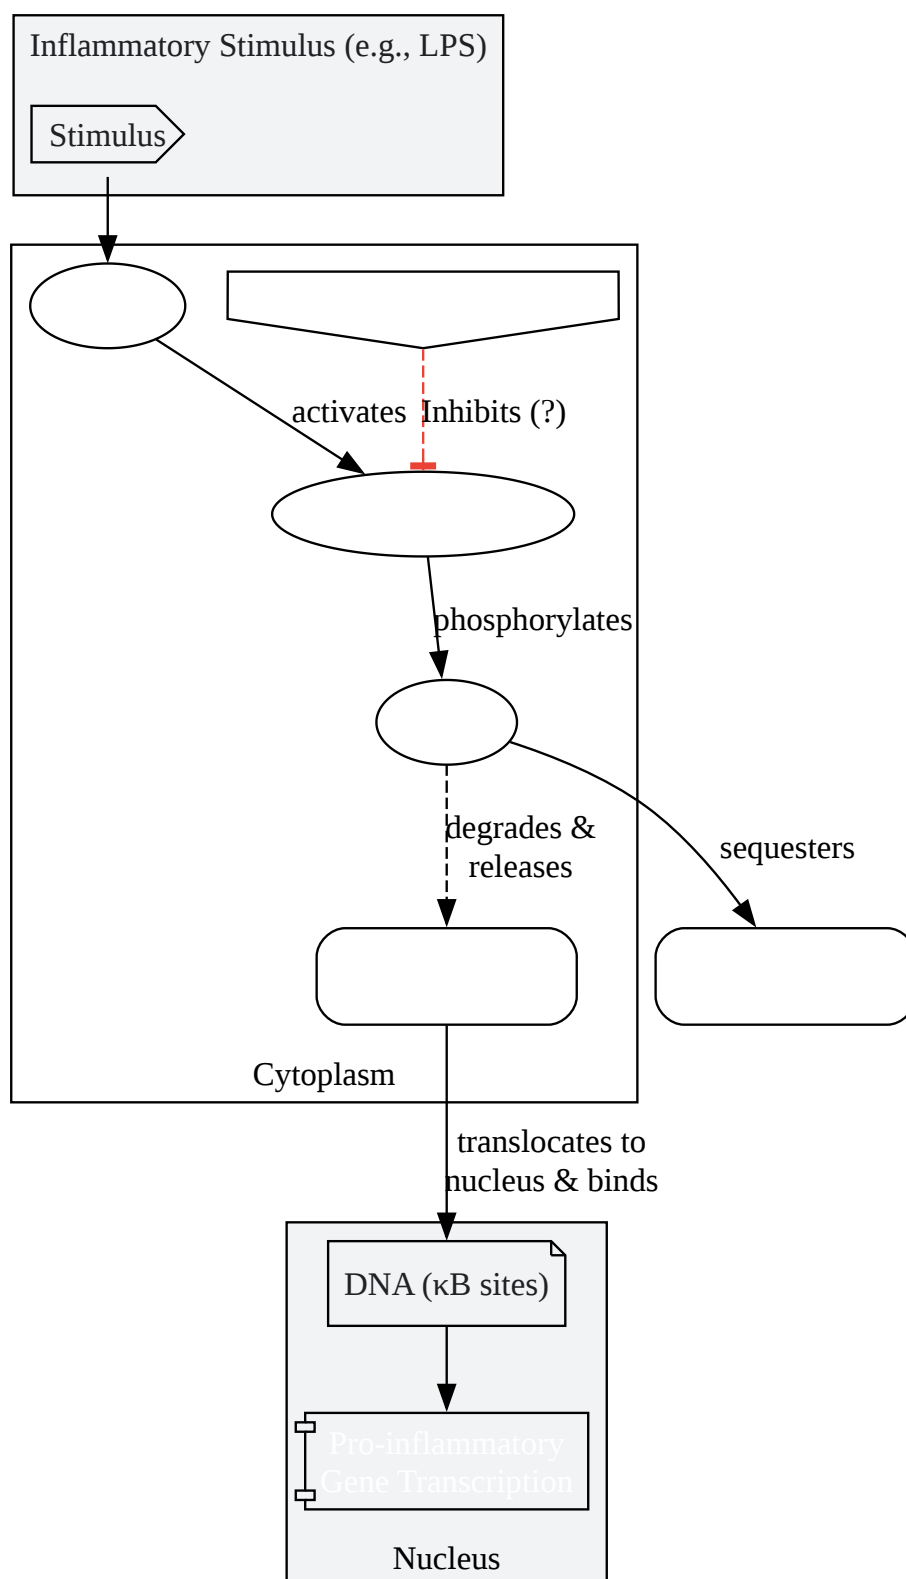 Inflammatory Stimulus (e.g., LPS)
Stimulus
activates
Inhibits (?)
phosphorylates
degrades &
releases
sequesters
Cytoplasm
translocates to
nucleus & binds
DNA (κB sites)
Pro-inflammatory
Gene Transcription
Nucleus